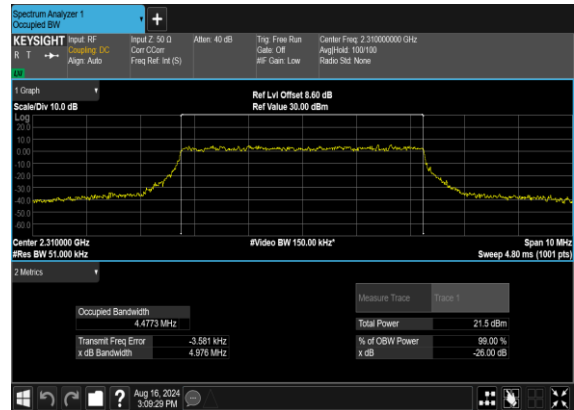 Spectrum Analyzer 1
Occupied BW
KEYSIGHT
R T
LW
Input: RF
Coupling: DC
Align: Auto
Input Z: 50 Ω
Corr CCorr
Freq Ref: Int (S)
Atten: 40 dB
Trig: Free Run
Gate: Off
#IF Gain: Low
Center Freq: 2.310000000 GHz
Avg|Hold: 100/100
Radio Std: None
1 Graph
Scale/Div 10.0 dB
Ref Lvl Offset 8.60 dB
Ref Value 30.00 dBm
Log
20.0
10.0
0.00
-10.0
-20.0
-30.0
-40.0
-50.0
-60.0
Center 2.310000 GHz
#Res BW 51.000 kHz
#Video BW 150.00 kHz*
Span 10 MHz
Sweep 4.80 ms (1001 pts)
2 Metrics
Measure Trace
Trace 1
Occupied Bandwidth
4.4773 MHz
Total Power
21.5 dBm
Transmit Freq Error
-3.581 kHz
% of OBW Power
99.00 %
x dB Bandwidth
4.976 MHz
x dB
-26.00 dB
?
Aug 16, 2024
3:09:29 PM